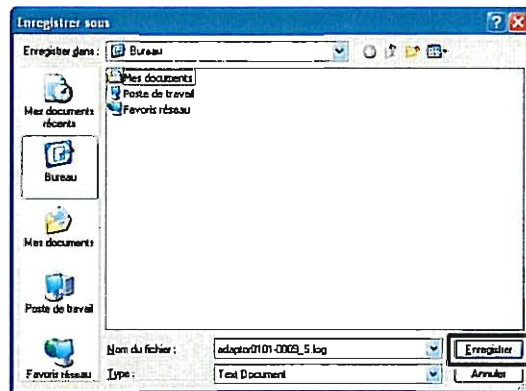 Enregistrer sous
Enregistrer dans :
Bureau
Mes documents
Poste de travail
Favoris réseau
Mes documents récents
Bureau
Mes documents
Poste de travail
Favoris réseau
Nom du fichier :
adaptor0101-0009_5.log
Enregistrer
Type :
Text Document
Annuler